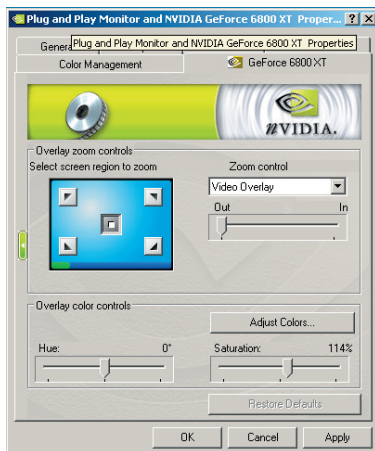 Plug and Play Monitor and NVIDIA GeForce 6800 XT Proper...
Genera
Plug and Play Monitor and NVIDIA GeForce 6800 XT Properties
Color Management
GeForce 6800 XT
nVIDIA.
Overlay zoom controls
Select screen region to zoom
Zoom control
Video Overlay
Out
In
Overlay color controls
Adjust Colors...
Hue:
0°
Saturation:
114%
Restore Defaults
OK
Cancel
Apply